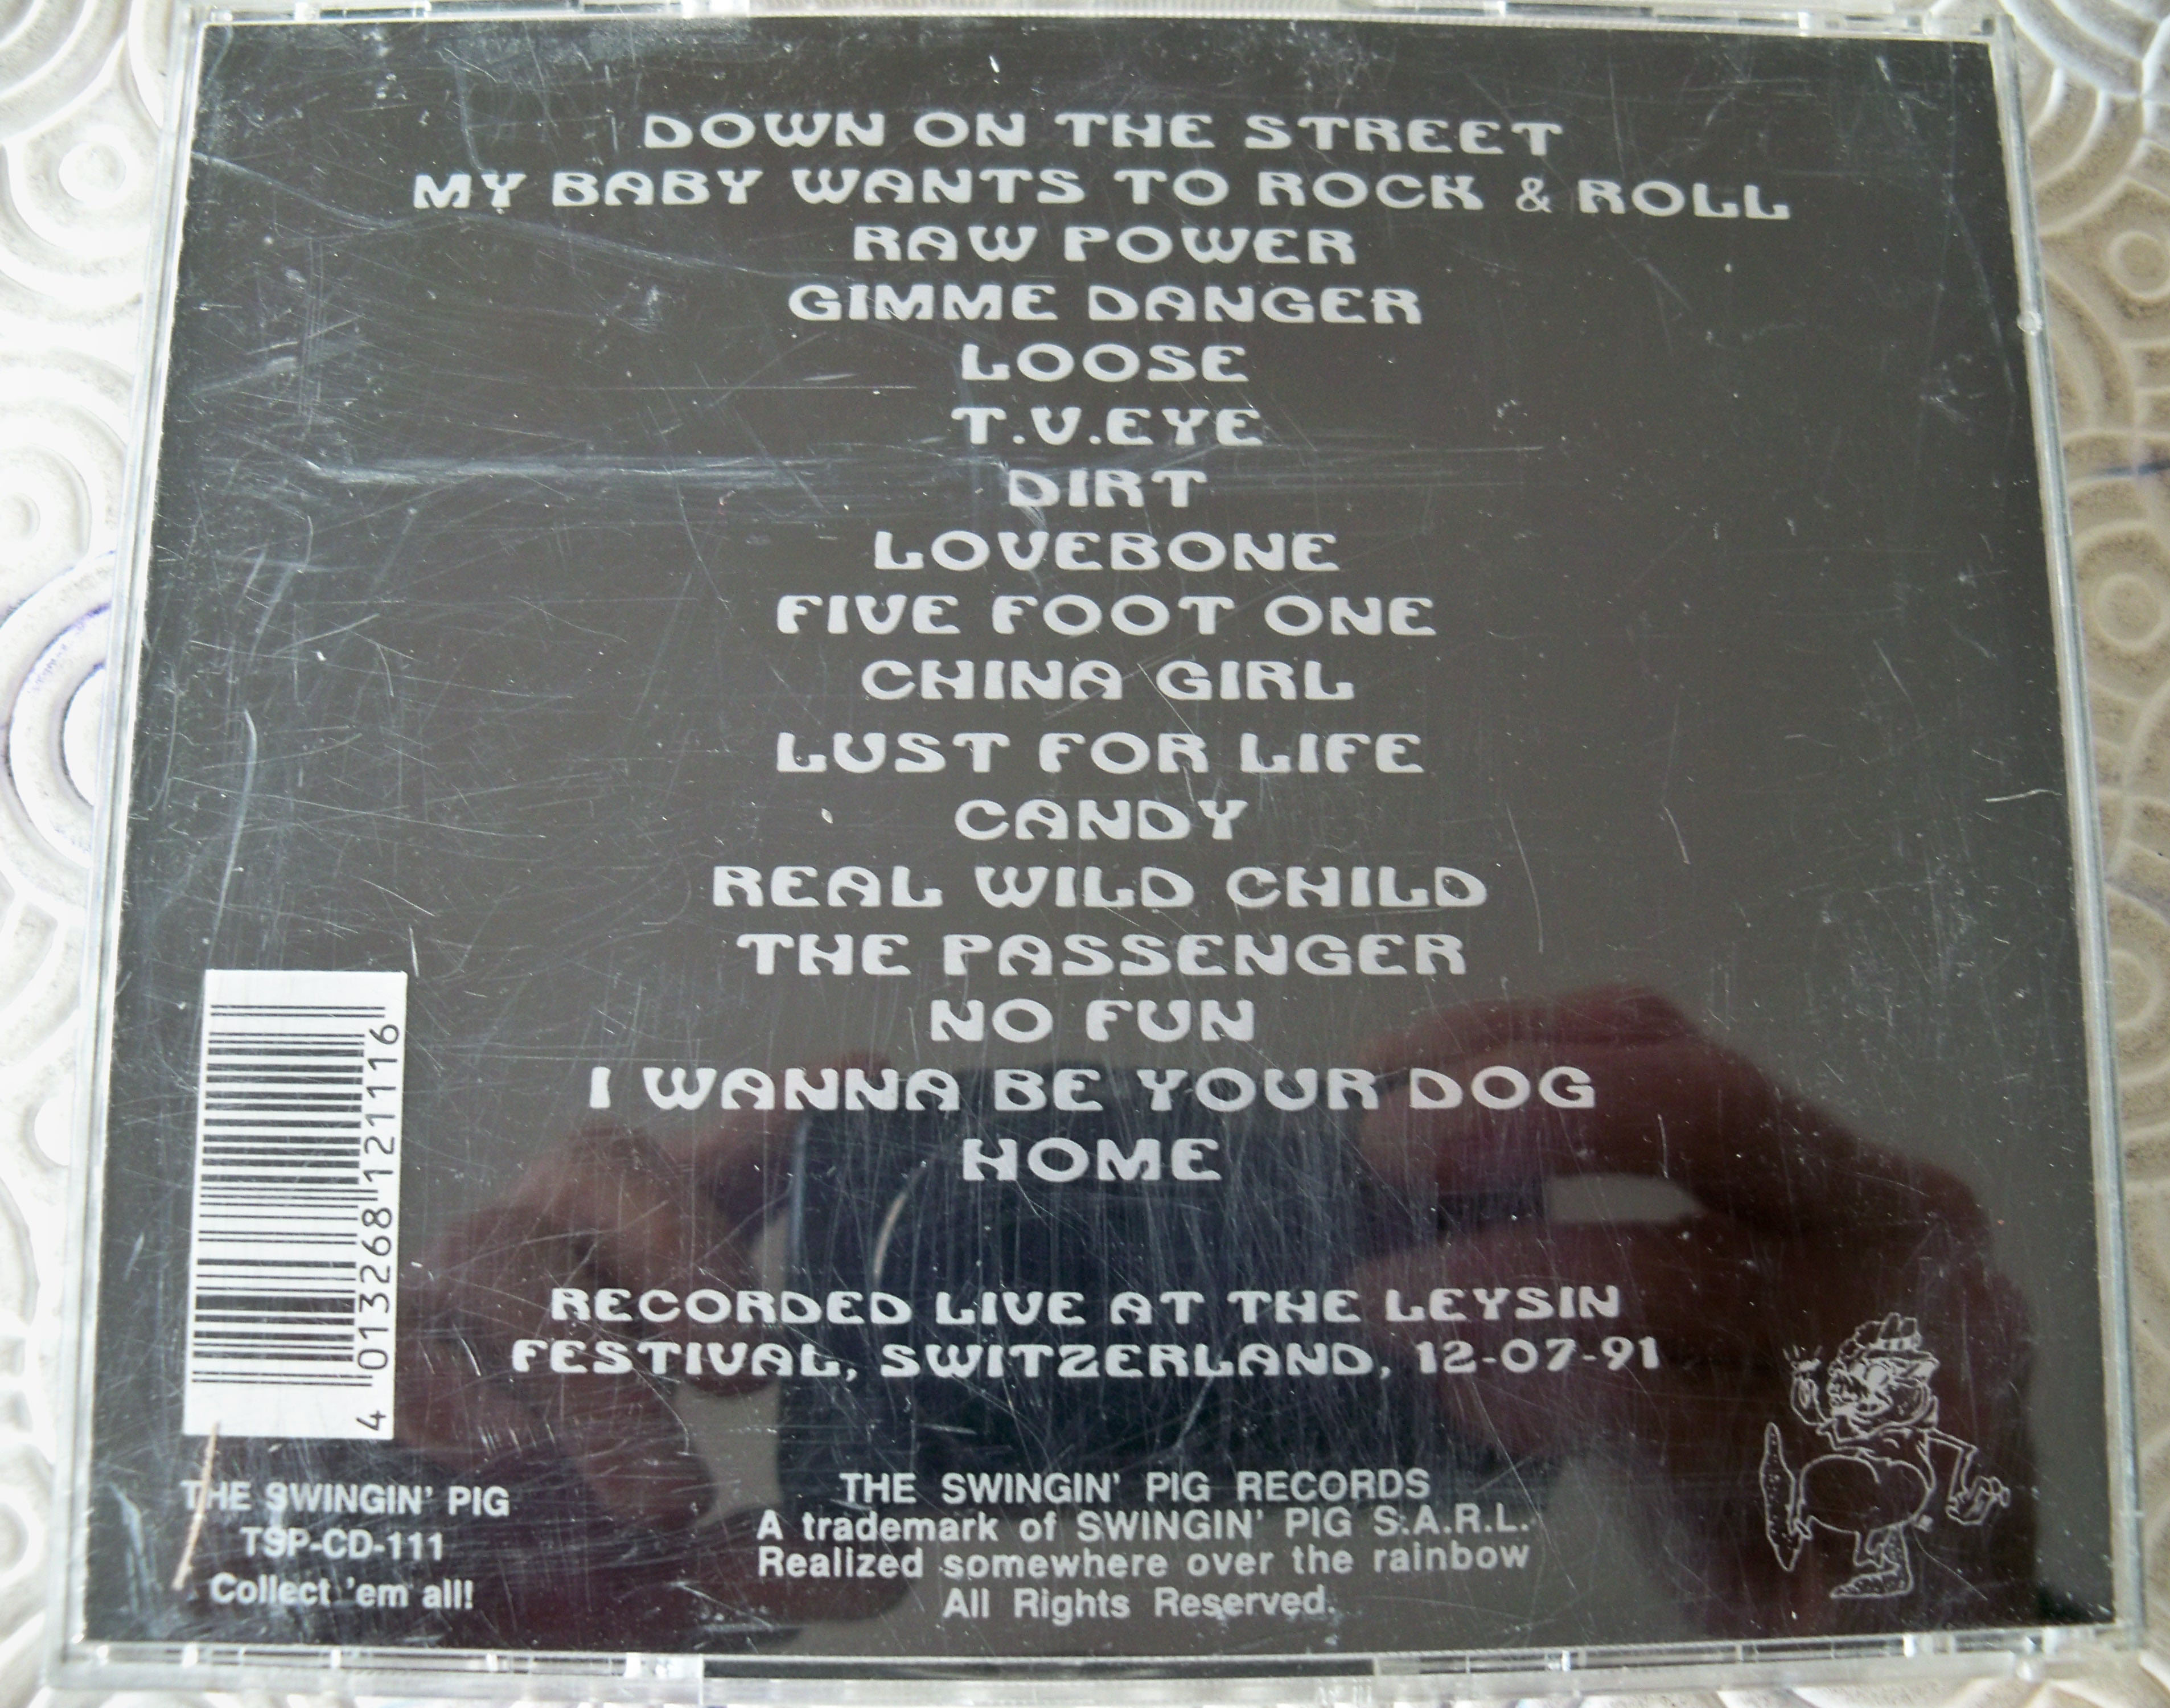 DOWN ON THE STREET
MY BABY WANTS TO ROCK & ROLL
RAW POWER
GIMME DANGER
LOOSE
T.V.EYE
DIRT
LOVEBONE
FIVE FOOT ONE
CHINA GIRL
LUST FOR LIFE
CANDY
REAL WILD CHILD
THE PASSENGER
NO FUN
I WANNA BE YOUR DOG
HOME
RECORDED LIVE AT THE LEYSIN
FESTIVAL, SWITZERLAND, 12-07-91
4 013268 121116
THE SWINGIN' PIG
TSP-CD-111
Collect 'em all!
THE SWINGIN' PIG RECORDS
A trademark of SWINGIN' PIG S.A.R.L.
Realized somewhere over the rainbow
All Rights Reserved.